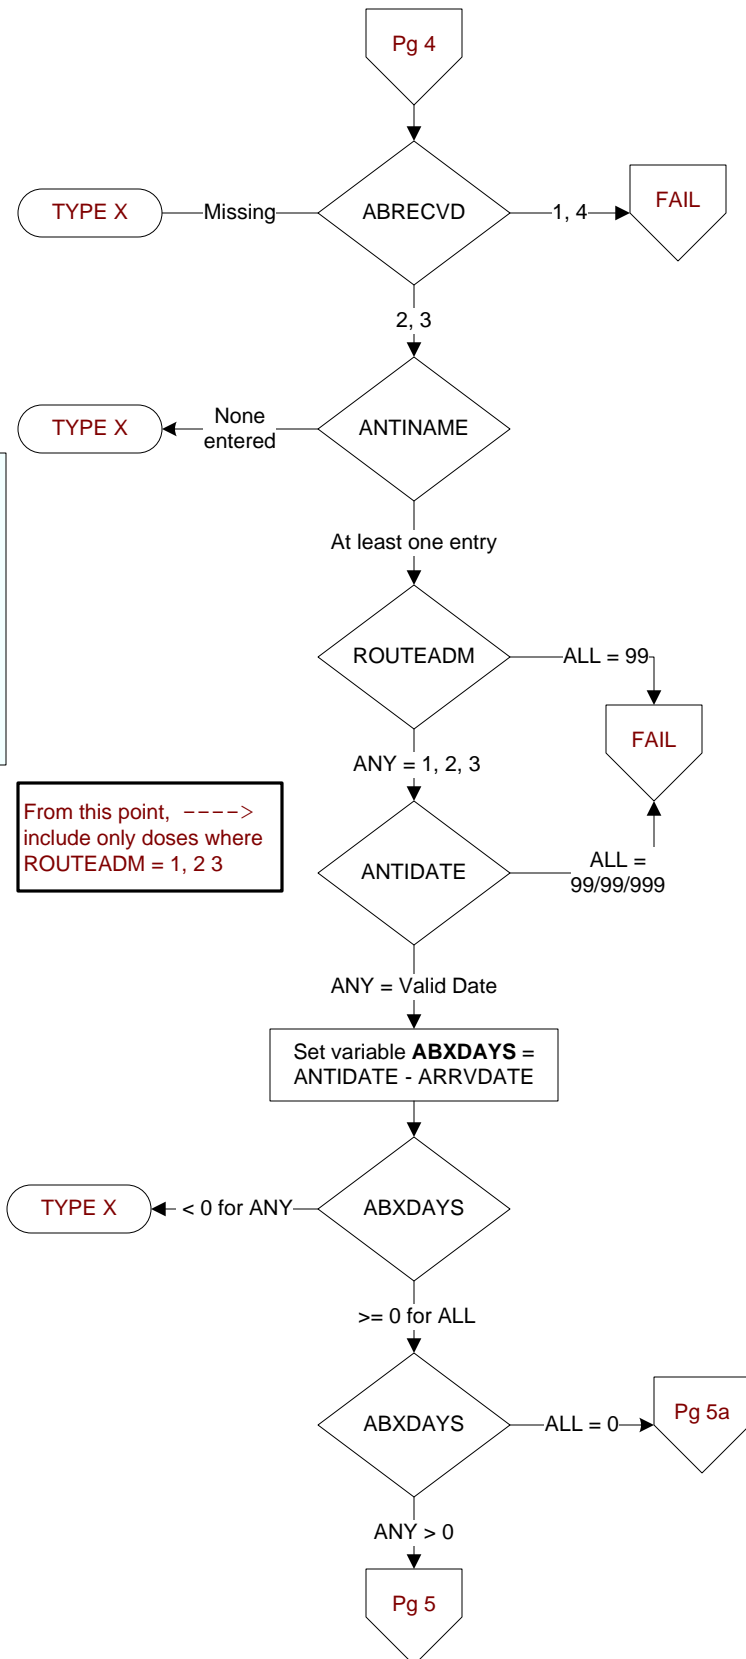 Pg 4
TYPE X
Missing
ABRECVD
1, 4
FAIL
2, 3
TYPE X
None
entered
ANTINAME
At least one entry
ROUTEADM
ALL = 99
FAIL
ANY = 1, 2, 3
From this point, ---->
include only doses where
ROUTEADM = 1, 2 3
ANTIDATE
ALL =
99/99/999
ANY = Valid Date
Set variable ABXDAYS =
ANTIDATE - ARRVDATE
TYPE X
< 0 for ANY
ABXDAYS
>= 0 for ALL
ABXDAYS
ALL = 0
Pg 5a
ANY > 0
Pg 5